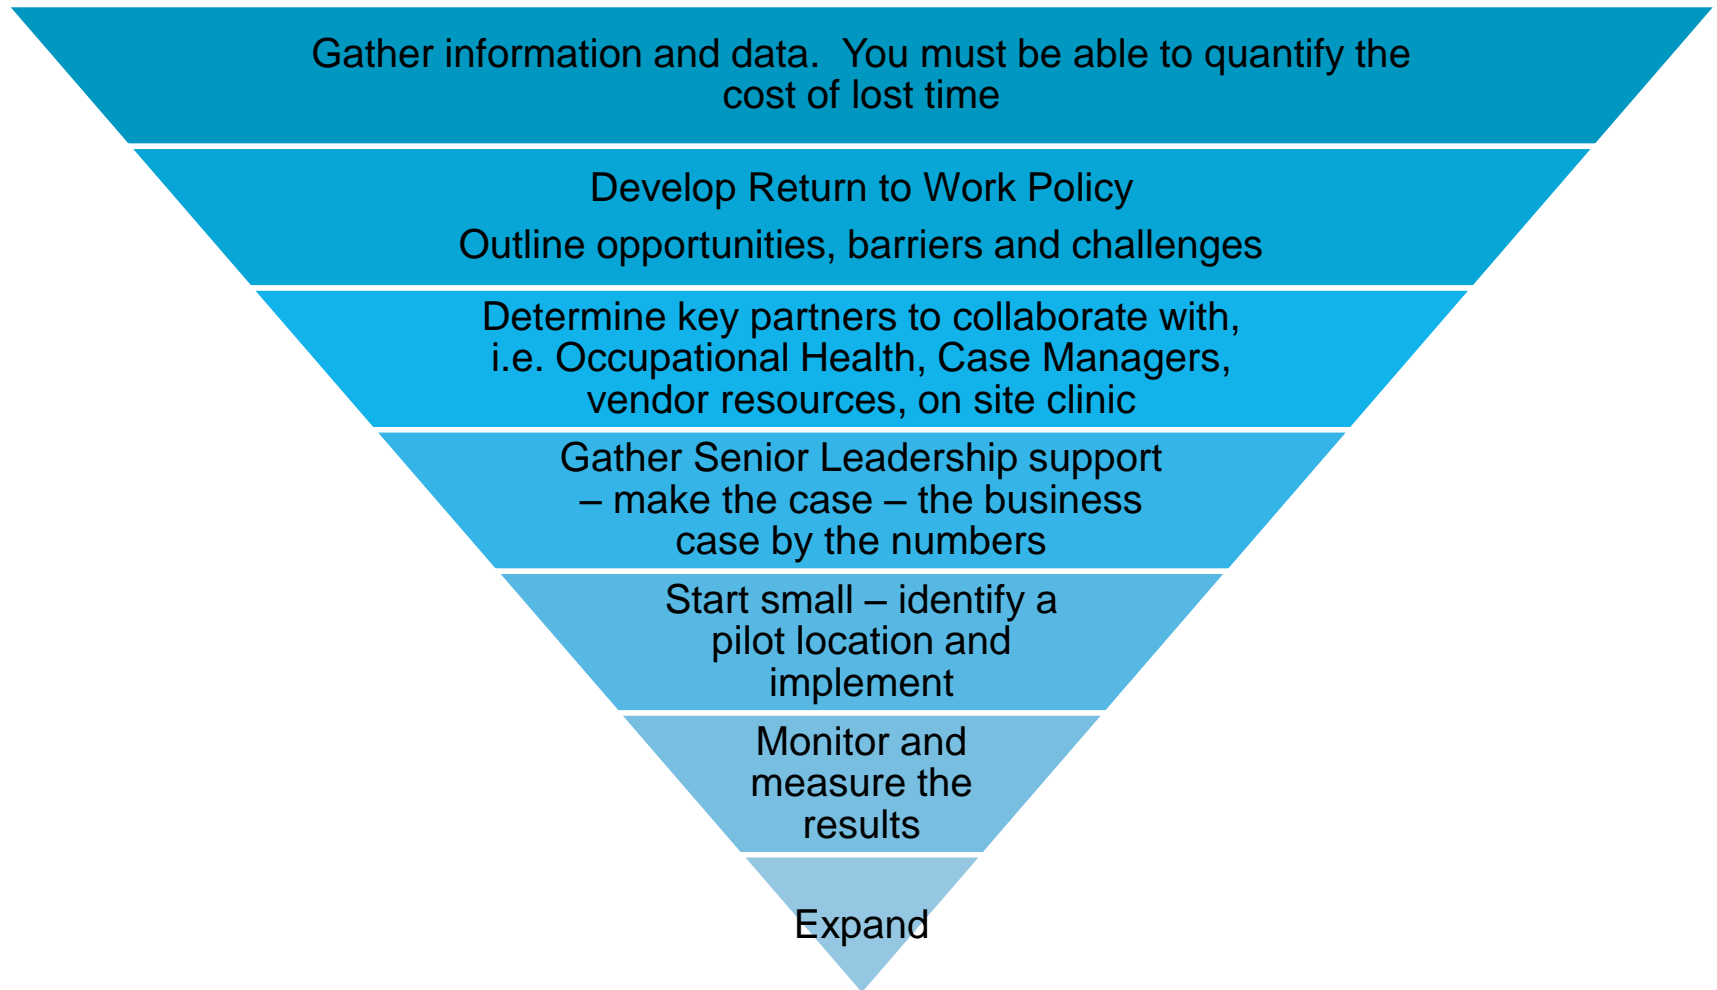 Gather information and data.  You must be able to quantify the
cost of lost time
Develop Return to Work Policy
Outline opportunities, barriers and challenges
Determine key partners to collaborate with,
i.e. Occupational Health, Case Managers,
vendor resources, on site clinic
Gather Senior Leadership support
– make the case – the business
case by the numbers
Start small – identify a
pilot location and
implement
Monitor and
measure the
results
Expand